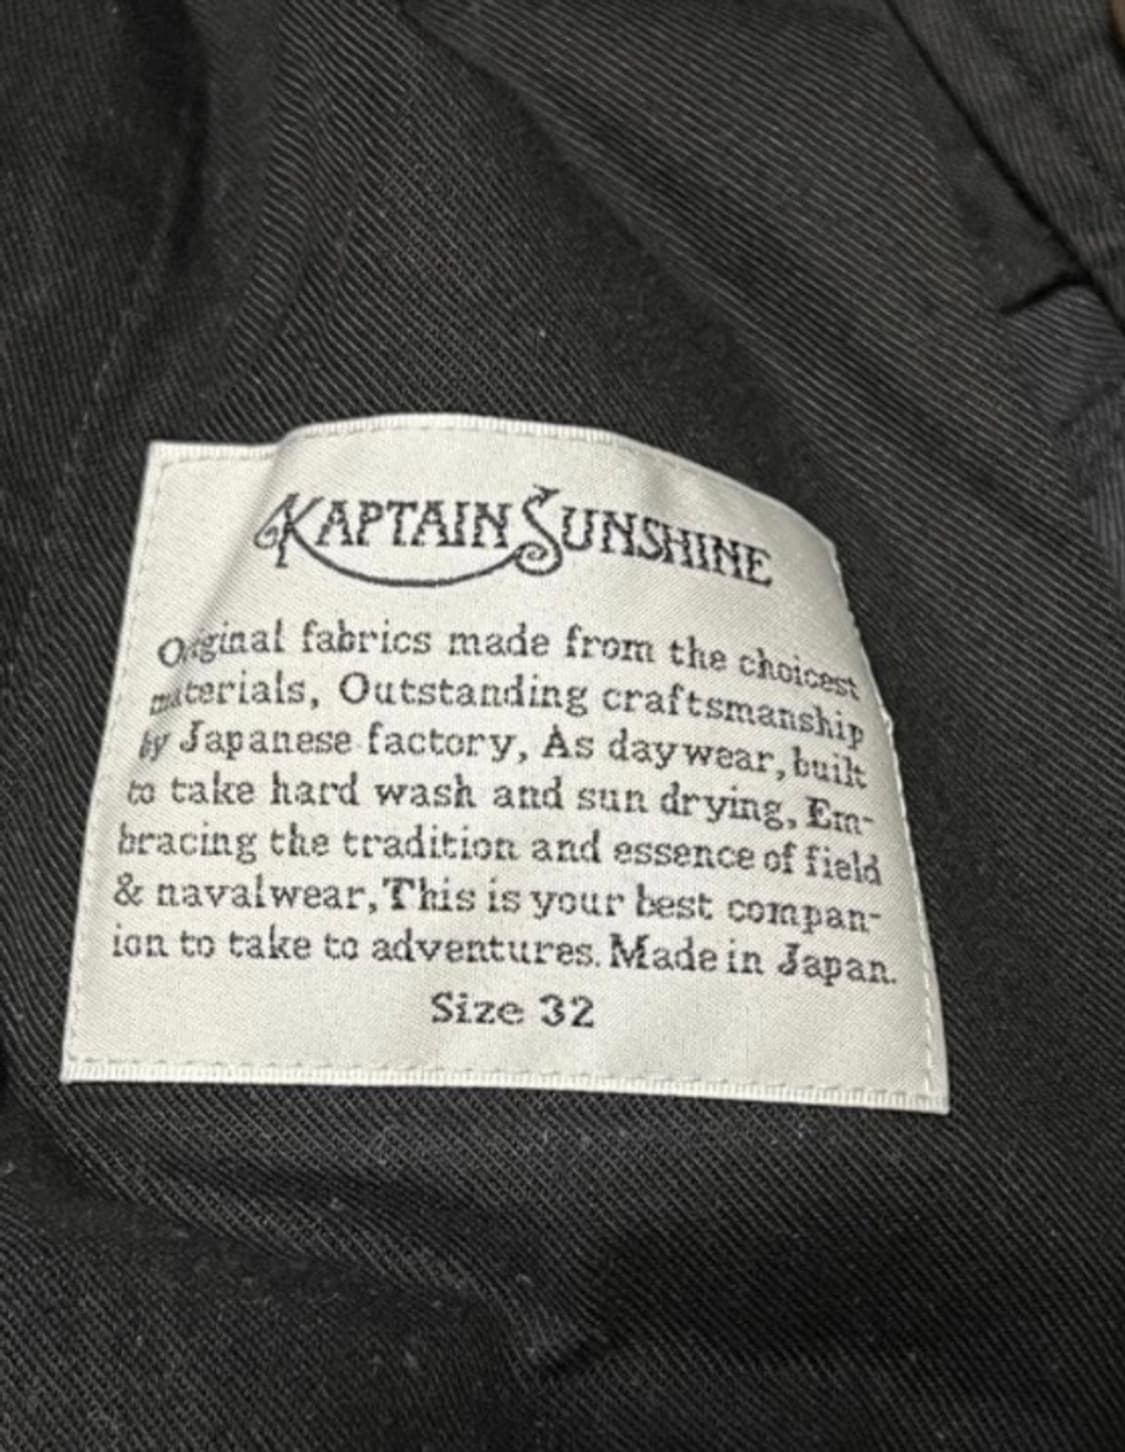 KAPTAIN SUNSHINE
Original fabrics made from the choicest
materials, Outstanding craftsmanship
by Japanese factory, As daywear, built
to take hard wash and sun drying, Em-
bracing the tradition and essence of field
& navalwear, This is your best compan-
ion to take to adventures. Made in Japan.
Size 32